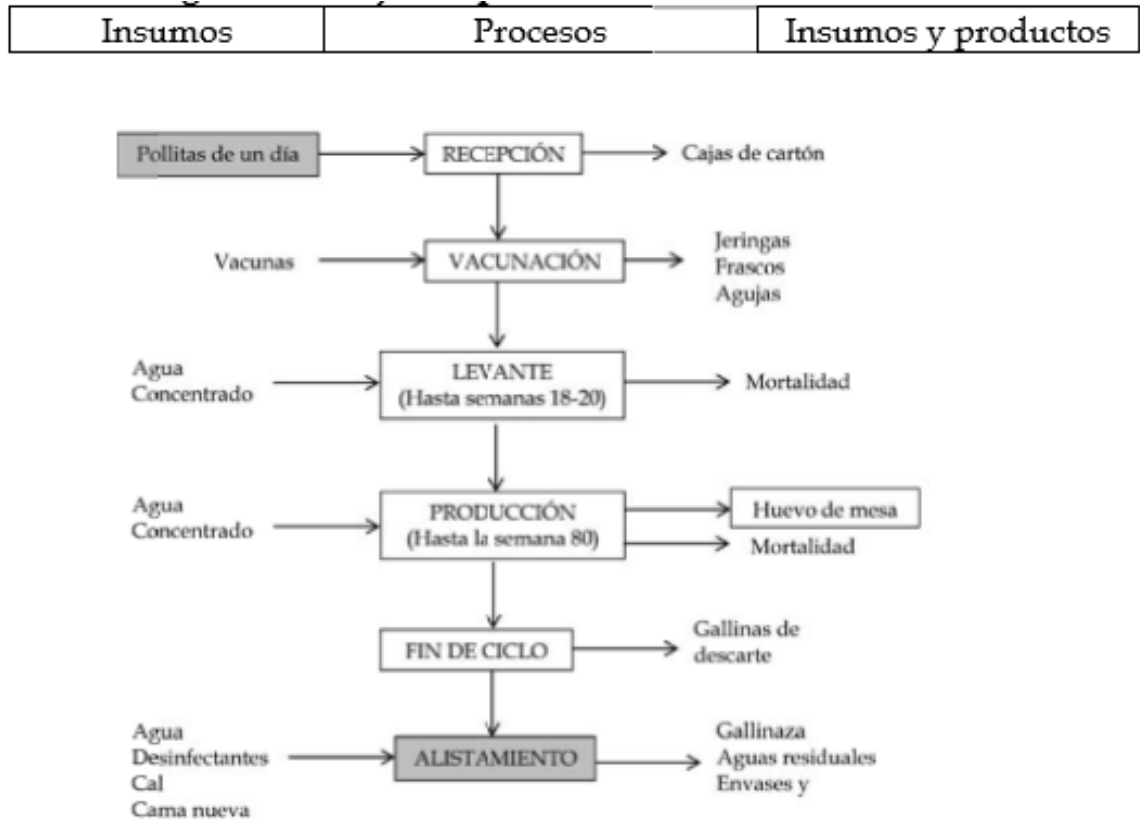 Insumos Procesos Insumos y productos
Pollitas de un día RECEPCIÓN Cajas de cartón
Vacunas VACUNACIÓN Jeringas
Frascos
Agujas
Agua
Concentrado
LEVANTE
(Hasta semanas 18-20)
Mortalidad
Agua
Concentrado
PRODUCCIÓN
(Hasta la semana 80)
Huevo de mesa
Mortalidad
FIN DE CICLO
Gallinas de
descarte
Agua
Desinfectantes
Cal
Cama nueva
ALISTAMIENTO
Gallinaza
Aguas residuales
Envases y